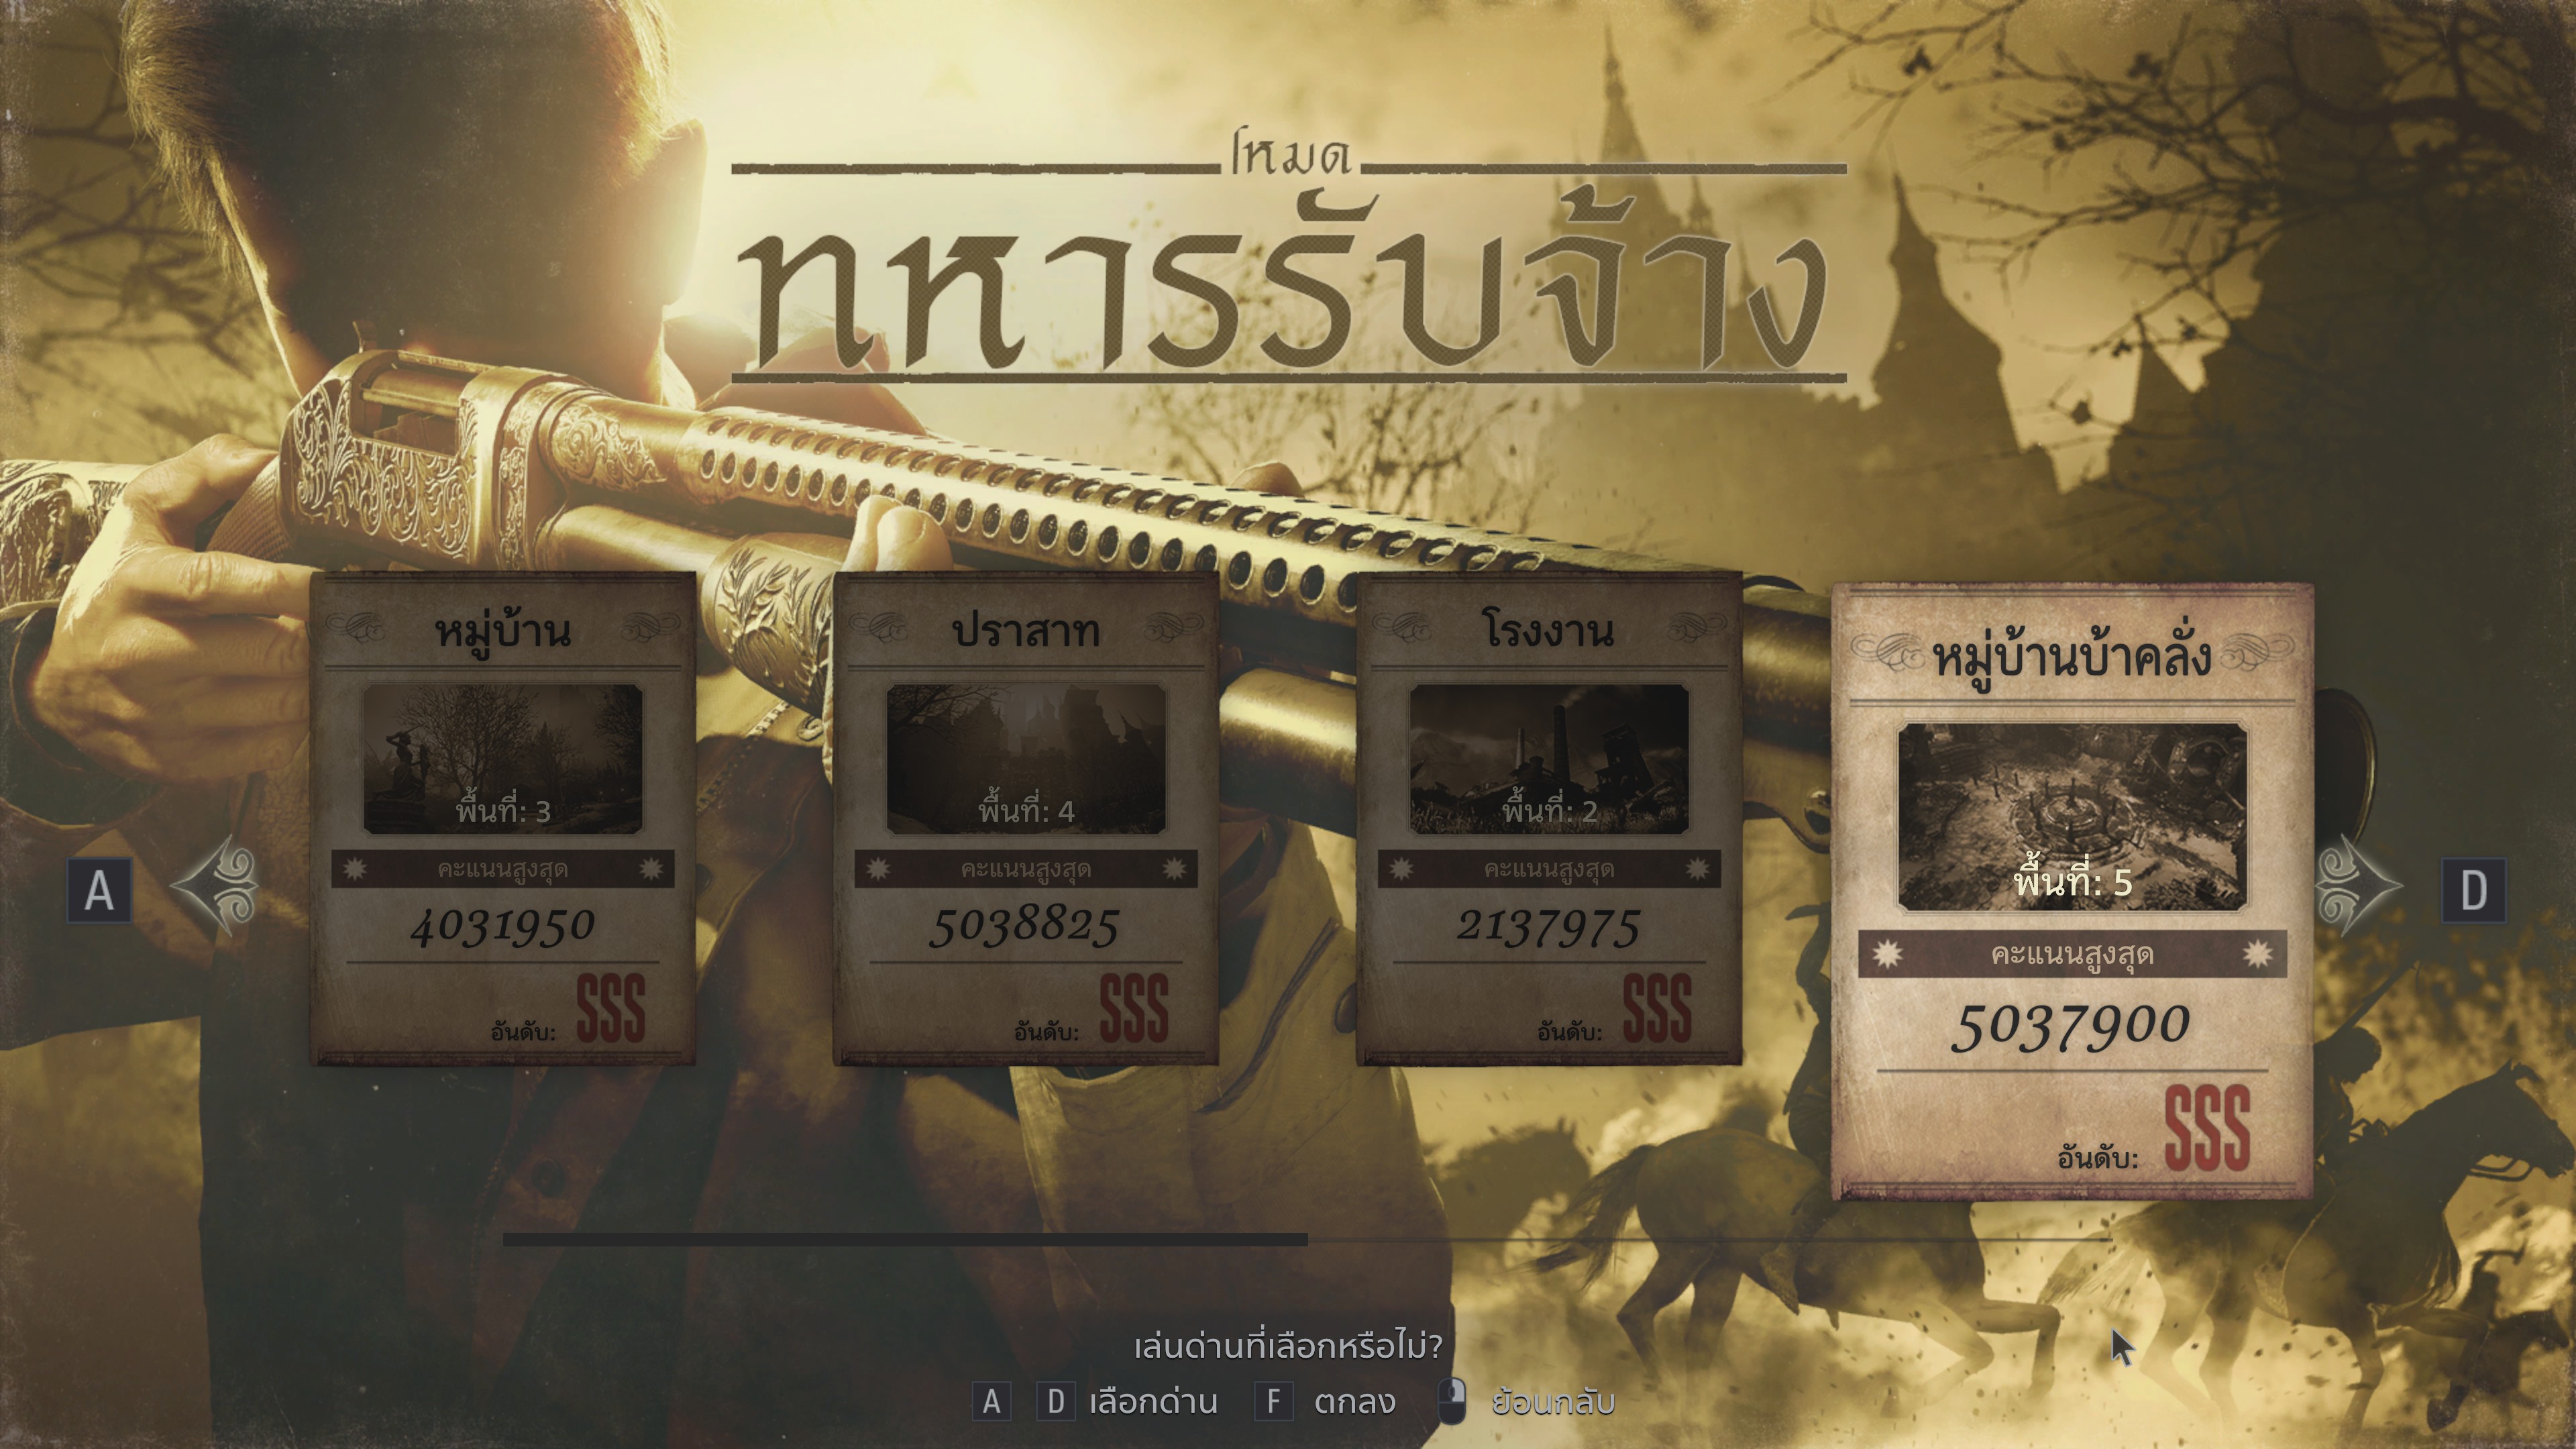 โหมด
ทหารรับจ้าง
หมู่บ้าน
พื้นที่: 3
คะแนนสูงสุด
4031950
อันดับ: SSS
ปราสาท
พื้นที่: 4
คะแนนสูงสุด
5038825
อันดับ: SSS
โรงงาน
พื้นที่: 2
คะแนนสูงสุด
2137975
อันดับ: SSS
หมู่บ้านบ้าคลั่ง
พื้นที่: 5
คะแนนสูงสุด
5037900
อันดับ: SSS
A
D
เล่นด่านที่เลือกหรือไม่?
A D เลือกด่าน F ตกลง ย้อนกลับ